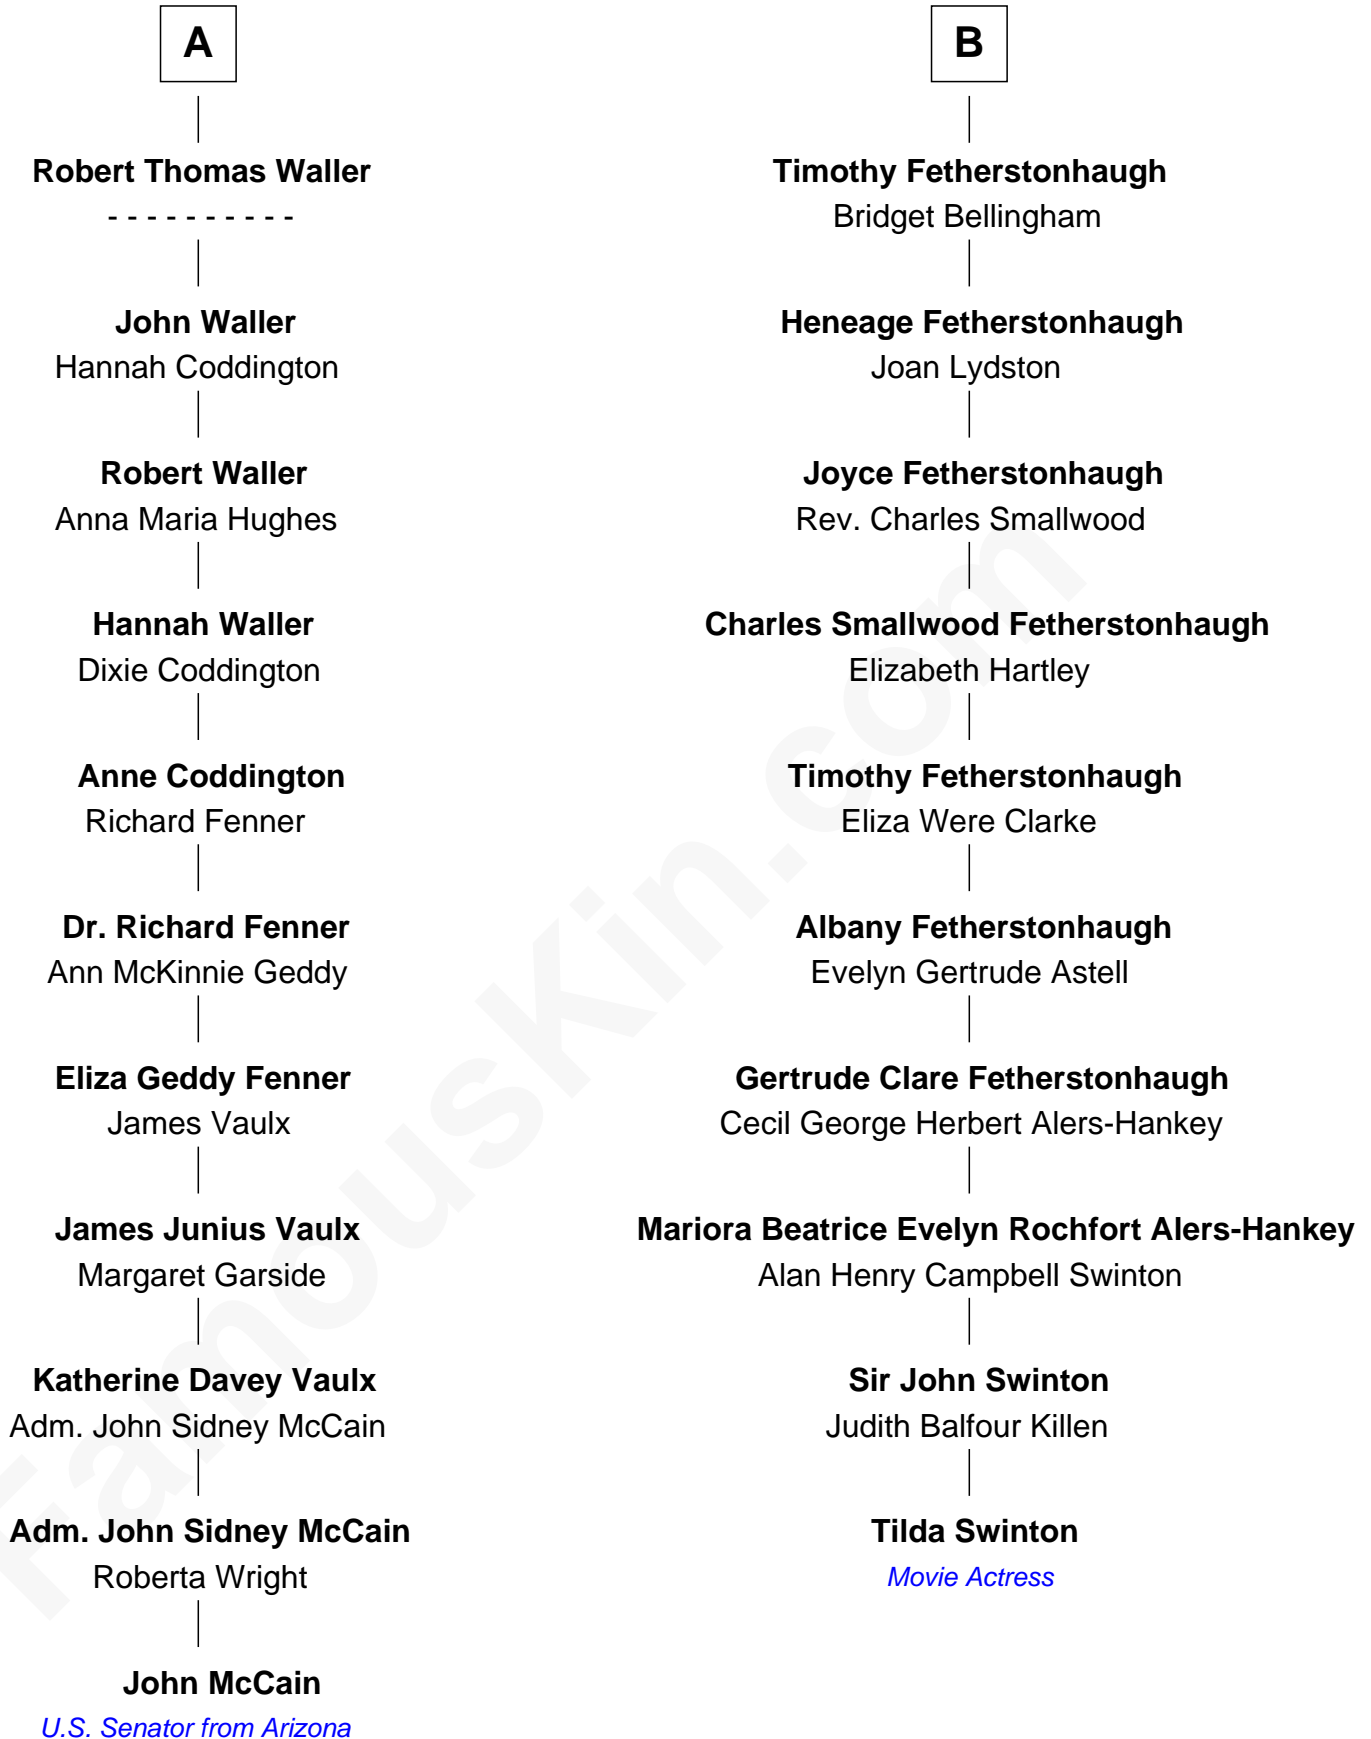 A
Robert Thomas Waller
- - - - - - - - - -
John Waller
Hannah Coddington
Robert Waller
Anna Maria Hughes
Hannah Waller
Dixie Coddington
Anne Coddington
Richard Fenner
Dr. Richard Fenner
Ann McKinnie Geddy
Eliza Geddy Fenner
James Vaulx
James Junius Vaulx
Margaret Garside
Katherine Davey Vaulx
Adm. John Sidney McCain
Adm. John Sidney McCain
Roberta Wright
John McCain
U.S. Senator from Arizona
B
Timothy Fetherstonhaugh
Bridget Bellingham
Heneage Fetherstonhaugh
Joan Lydston
Joyce Fetherstonhaugh
Rev. Charles Smallwood
Charles Smallwood Fetherstonhaugh
Elizabeth Hartley
Timothy Fetherstonhaugh
Eliza Were Clarke
Albany Fetherstonhaugh
Evelyn Gertrude Astell
Gertrude Clare Fetherstonhaugh
Cecil George Herbert Alers-Hankey
Mariora Beatrice Evelyn Rochfort Alers-Hankey
Alan Henry Campbell Swinton
Sir John Swinton
Judith Balfour Killen
Tilda Swinton
Movie Actress
FamousKin.com